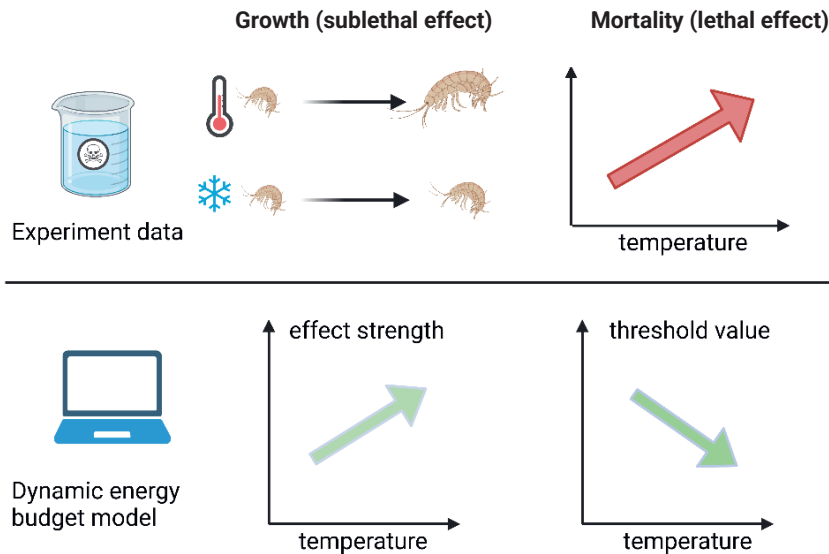 Growth (sublethal effect)
Mortality (lethal effect)
Experiment data
temperature
effect strength
threshold value
Dynamic energy
budget model
temperature
temperature